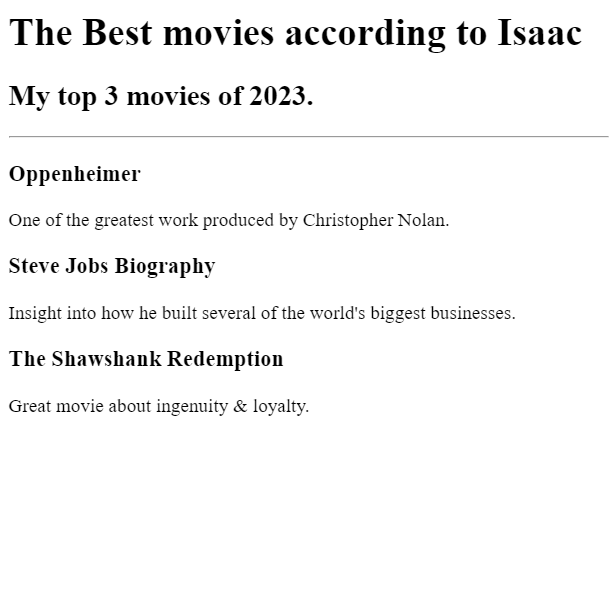 The Best movies according to Isaac
My top 3 movies of 2023.
Oppenheimer
One of the greatest work produced by Christopher Nolan.
Steve Jobs Biography
Insight into how he built several of the world's biggest businesses.
The Shawshank Redemption
Great movie about ingenuity & loyalty.